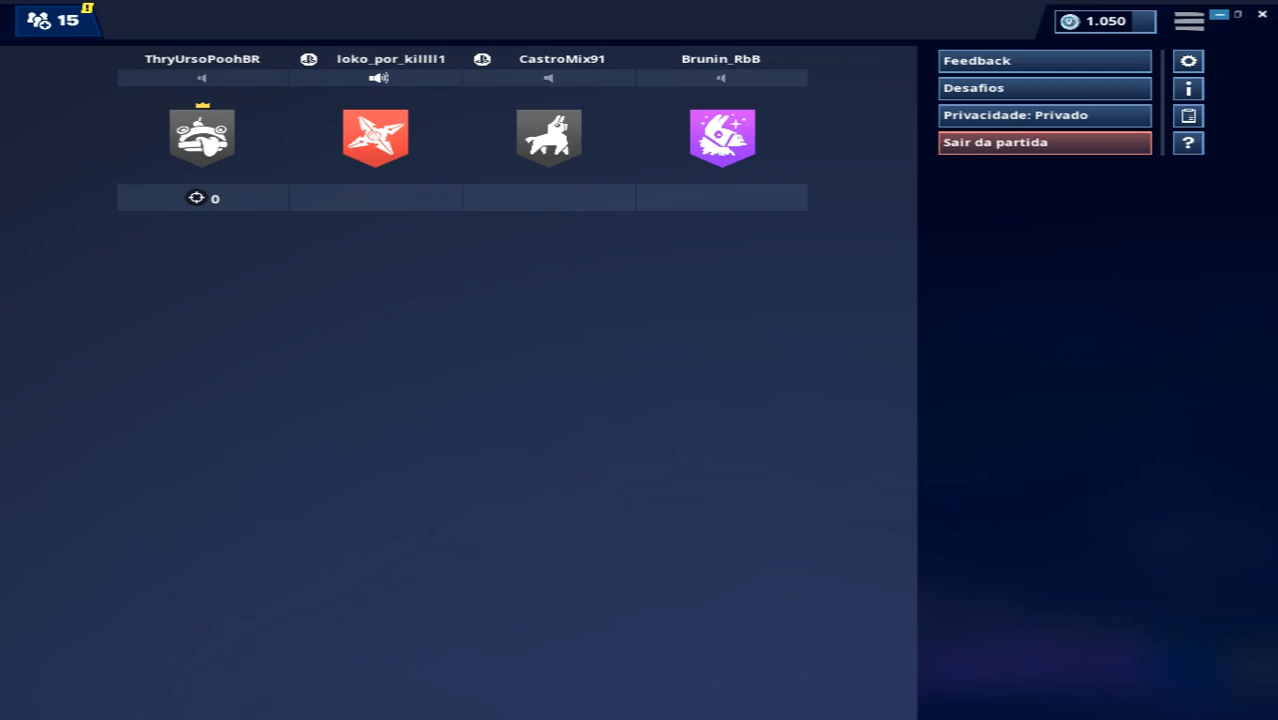 15
!
1.050
ThryUrsoPoohBR
loko_por_killll1
CastroMix91
Brunin_RbB
0
Feedback
Desafios
Privacidade: Privado
Sair da partida
i
?